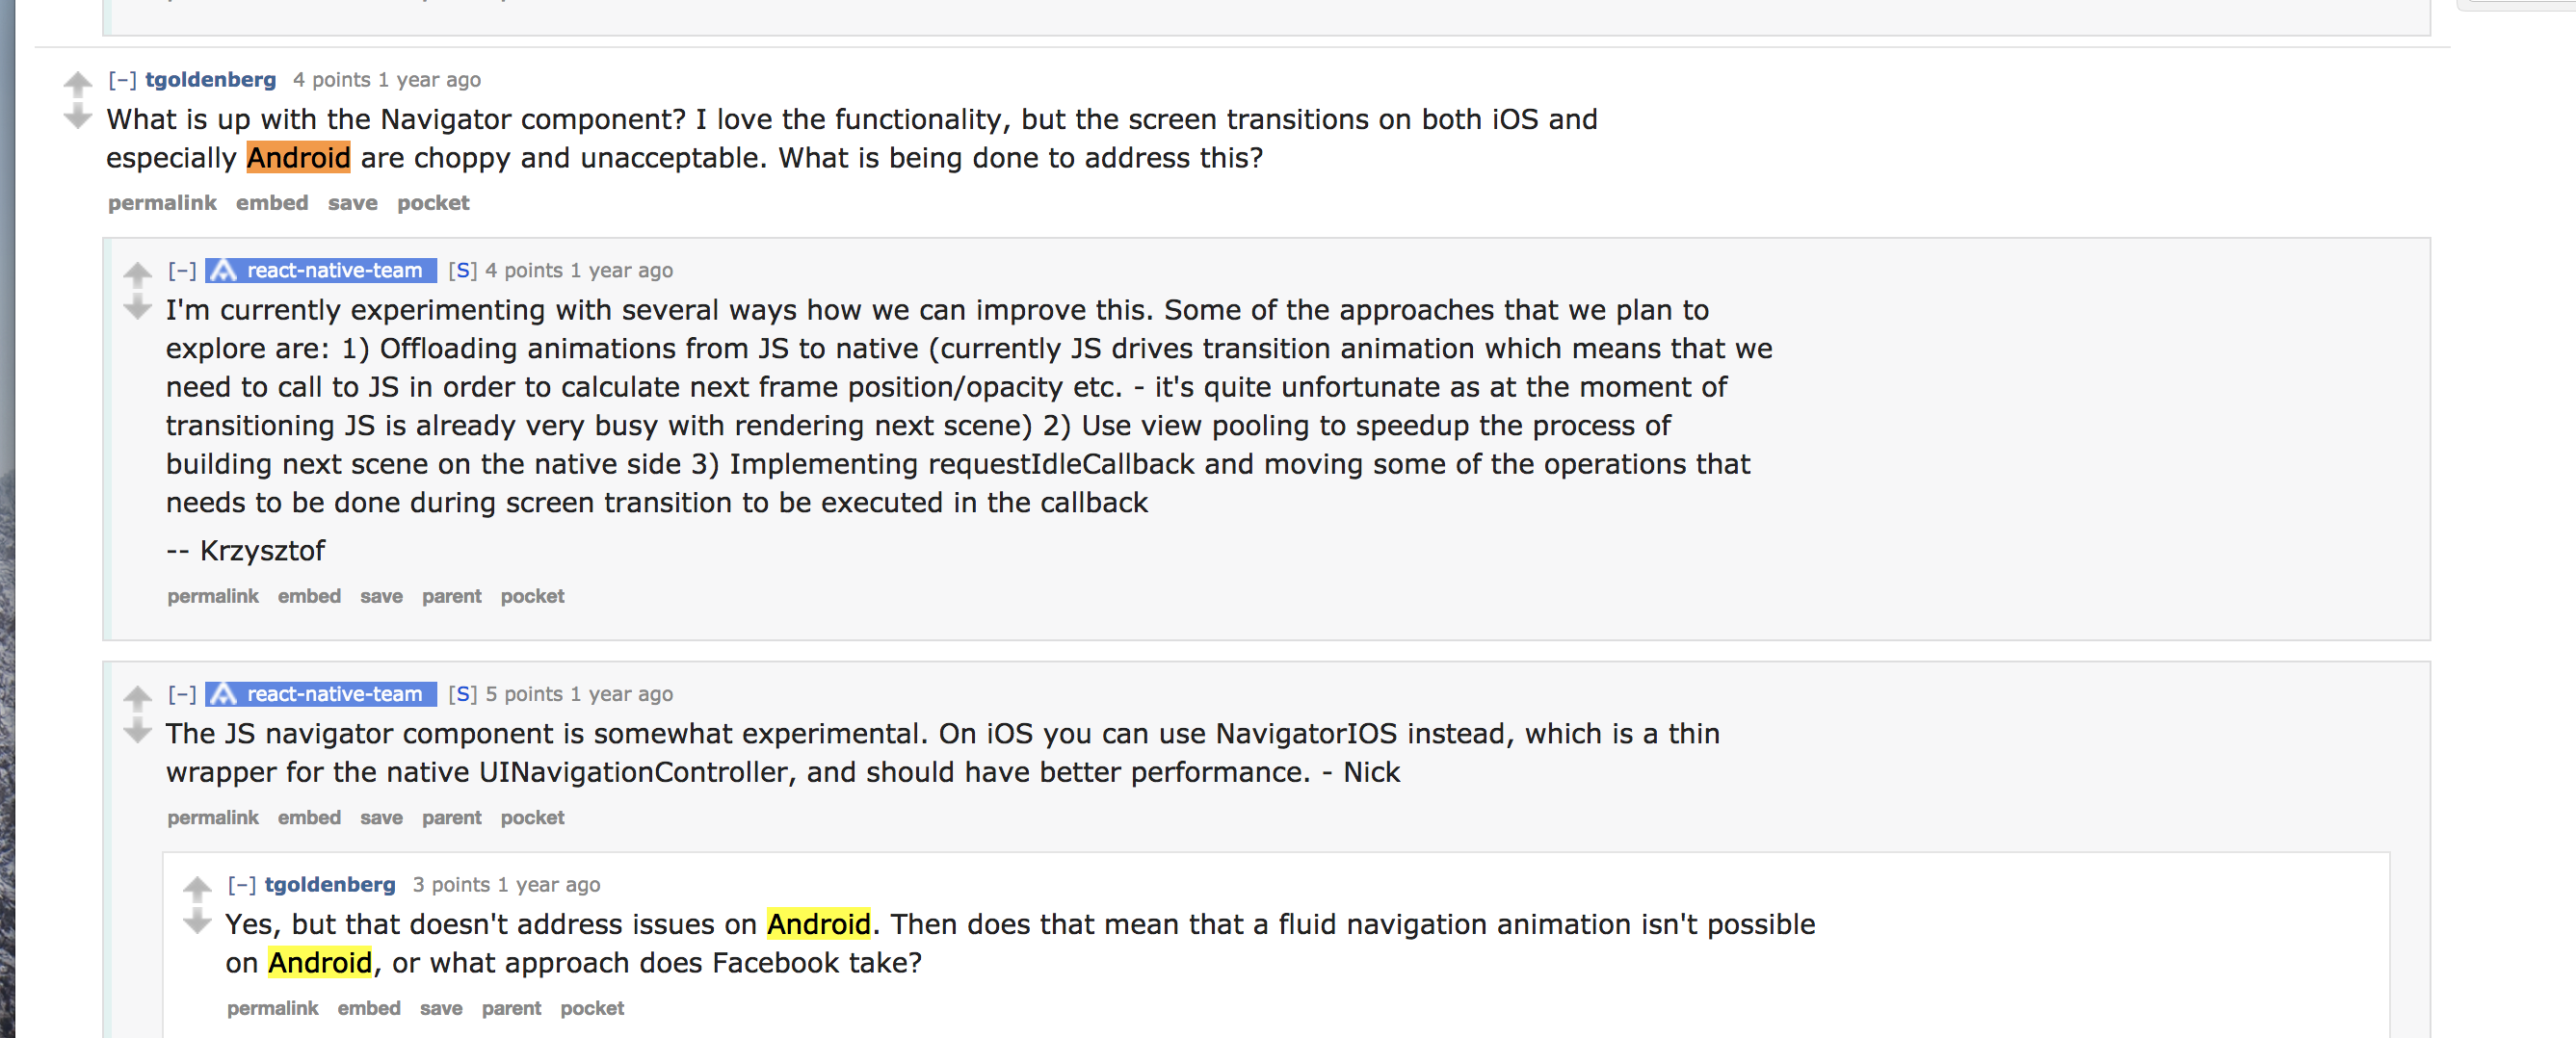 [–] tgoldenberg 4 points 1 year ago
What is up with the Navigator component? I love the functionality, but the screen transitions on both iOS and
especially Android are choppy and unacceptable. What is being done to address this?
permalink embed save pocket
[–] react-native-team [S] 4 points 1 year ago
I'm currently experimenting with several ways how we can improve this. Some of the approaches that we plan to
explore are: 1) Offloading animations from JS to native (currently JS drives transition animation which means that we
need to call to JS in order to calculate next frame position/opacity etc. - it's quite unfortunate as at the moment of
transitioning JS is already very busy with rendering next scene) 2) Use view pooling to speedup the process of
building next scene on the native side 3) Implementing requestIdleCallback and moving some of the operations that
needs to be done during screen transition to be executed in the callback
-- Krzysztof
permalink embed save parent pocket
[–] react-native-team [S] 5 points 1 year ago
The JS navigator component is somewhat experimental. On iOS you can use NavigatorIOS instead, which is a thin
wrapper for the native UINavigationController, and should have better performance. - Nick
permalink embed save parent pocket
[–] tgoldenberg 3 points 1 year ago
Yes, but that doesn't address issues on Android. Then does that mean that a fluid navigation animation isn't possible
on Android, or what approach does Facebook take?
permalink embed save parent pocket